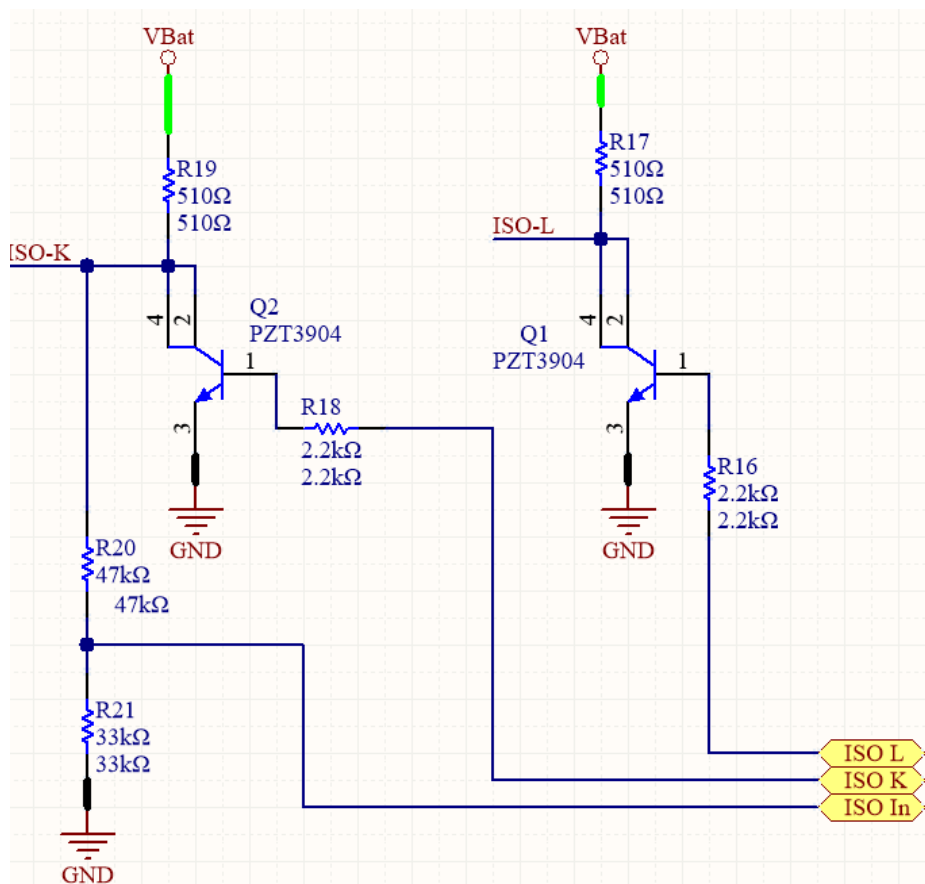 VBat
VBat
R19
510Ω
510Ω
R17
510Ω
510Ω
ISO-L
ISO-K
4
2
Q2
PZT3904
1
3
4
2
Q1
PZT3904
1
3
R18
2.2kΩ
2.2kΩ
R16
2.2kΩ
2.2kΩ
GND
GND
R20
47kΩ
47kΩ
R21
33kΩ
33kΩ
ISO L
ISO K
ISO In
GND